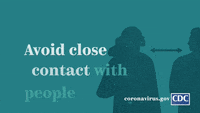 Avoid close
contact with
people
coronavirus.gov CDC